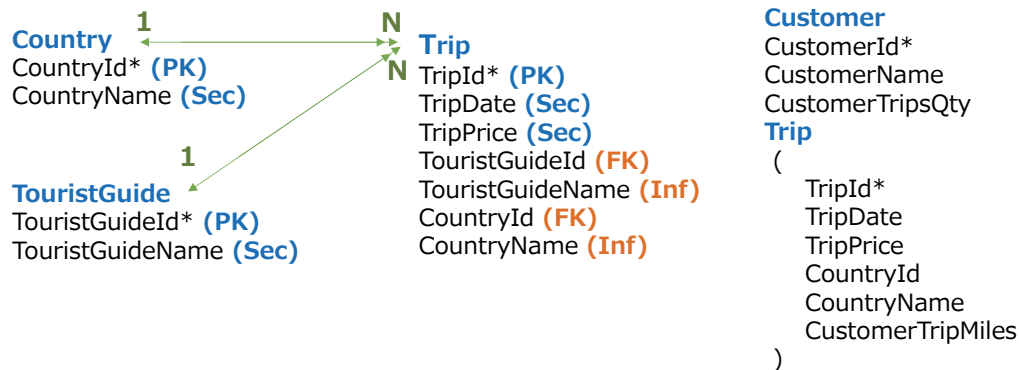 1
N
Country
CountryId* (PK)
CountryName (Sec)
N
1
TouristGuide
TouristGuideId* (PK)
TouristGuideName (Sec)
Trip
TripId* (PK)
TripDate (Sec)
TripPrice (Sec)
TouristGuideId (FK)
TouristGuideName (Inf)
CountryId (FK)
CountryName (Inf)
Customer
CustomerId*
CustomerName
CustomerTripsQty
Trip
(
TripId*
TripDate
TripPrice
CountryId
CountryName
CustomerTripMiles
)